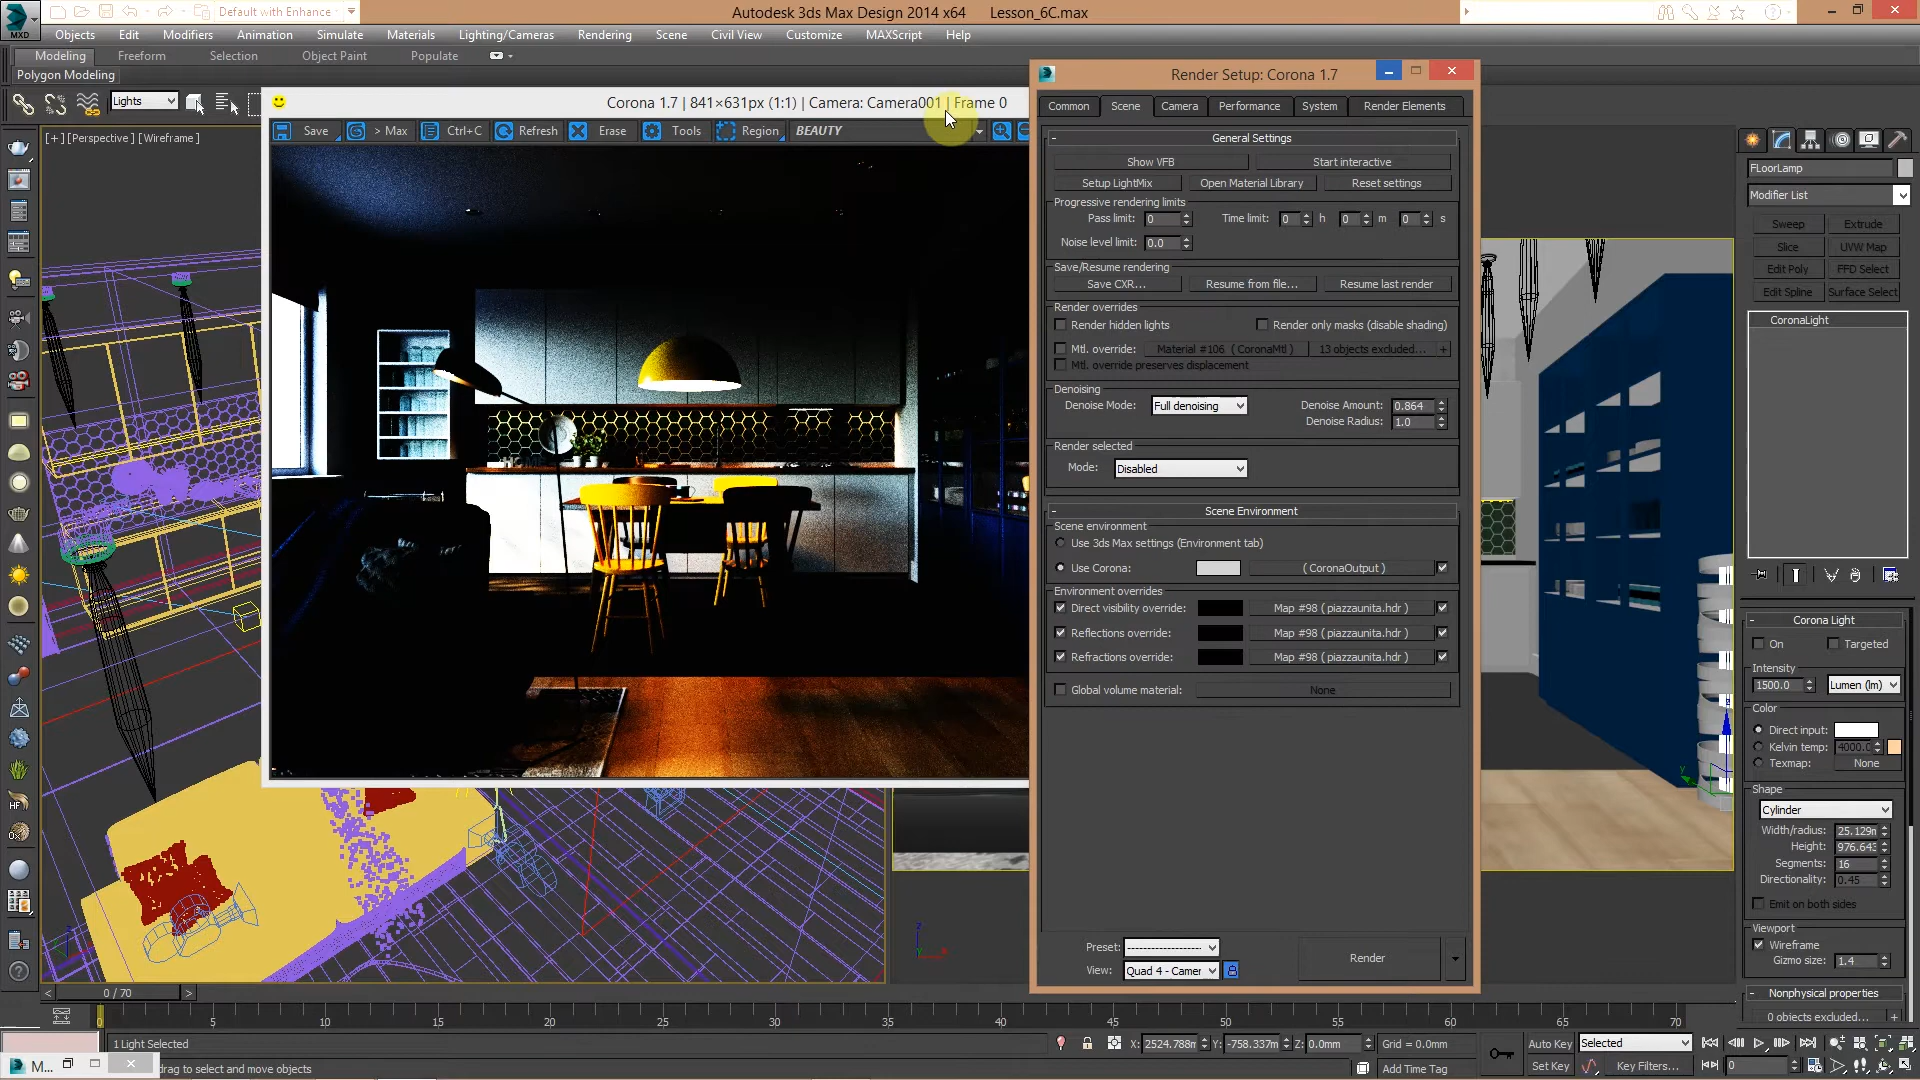 Default with Enhance
Autodesk 3ds Max Design 2014 x64 Lesson_6C.max
MXD
Objects Edit Modifiers Animation Simulate Materials Lighting/Cameras Rendering Scene Civil View Customize MAXScript Help
Modeling Freeform Selection Object Paint Populate
Polygon Modeling
Lights
[+] [Perspective] [Wireframe]
Corona 1.7 | 841×631px (1:1) | Camera: Camera001 | Frame 0
Save > Max Ctrl+C Refresh Erase Tools Region BEAUTY
Render Setup: Corona 1.7
Common Scene Camera Performance System Render Elements
General Settings
Show VFB Start interactive
Setup LightMix Open Material Library Reset settings
Progressive rendering limits
Pass limit: 0 Time limit: 0 h 0 m 0 s
Noise level limit: 0.0
Save/Resume rendering
Save CXR... Resume from file... Resume last render
Render overrides
Render hidden lights Render only masks (disable shading)
Mtl. override: Material #106 ( CoronaMtl ) 13 objects excluded... +
Mtl. override preserves displacement
Denoising
Denoise Mode: Full denoising Denoise Amount: 0.864
Denoise Radius: 1.0
Render selected
Mode: Disabled
Scene Environment
Scene environment
Use 3ds Max settings (Environment tab)
Use Corona: ( CoronaOutput )
Environment overrides
Direct visibility override: Map #98 ( piazzaunita.hdr )
Reflections override: Map #98 ( piazzaunita.hdr )
Refractions override: Map #98 ( piazzaunita.hdr )
Global volume material: None
Preset: --------------------
View: Quad 4 - Camer
Render
FLoorLamp
Modifier List
Sweep Extrude
Slice UVW Map
Edit Poly FFD Select
Edit Spline Surface Select
CoronaLight
Corona Light
On Targeted
Intensity
1500.0 Lumen (lm)
Color
Direct input:
Kelvin temp: 4000.0
Texmap: None
Shape
Cylinder
Width/radius: 25.129m
Height: 976.643
Segments: 16
Directionality: 0.45
Emit on both sides
Viewport
Wireframe
Gizmo size: 1.4
Nonphysical properties
0 objects excluded... +
HF
z
y
< 0 / 70 >
5 10 15 20 25 30 35 40 45 50 55 60 65 70
1 Light Selected
X: 2524.788m Y: -758.337m Z: 0.0mm Grid = 0.0mm
Auto Key Selected
M...
drag to select and move objects
Add Time Tag
Set Key Key Filters... 0